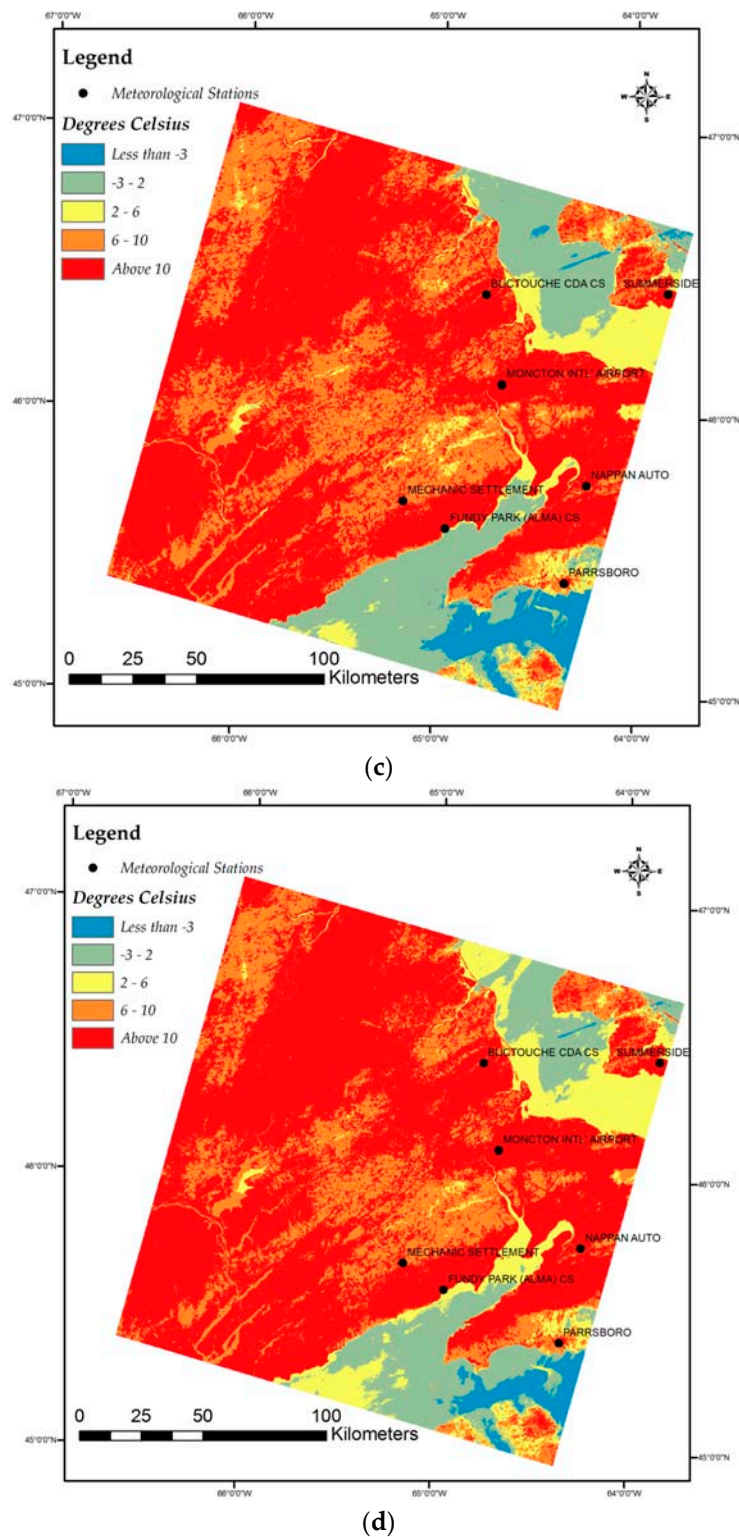 67°0'0"W 66°0'0"W 65°0'0"W 64°0'0"W
Legend
Meteorological Stations
Degrees Celsius
Less than -3
-3 - 2
2 - 6
6 - 10
Above 10
N
W E
S
47°0'0"N 47°0'0"N
BUCTOUCHE CDA CS SUMMERSIDE
MONCTON INTL' AIRPORT
46°0'0"N 46°0'0"N
NAPPAN AUTO
MECHANIC SETTLEMENT
FUNDY PARK (ALMA) CS
PARRSBORO
0 25 50 100
Kilometers
45°0'0"N 45°0'0"N
66°0'0"W 65°0'0"W 64°0'0"W
(c)
67°0'0"W 66°0'0"W 65°0'0"W 64°0'0"W
Legend
Meteorological Stations
Degrees Celsius
Less than -3
-3 - 2
2 - 6
6 - 10
Above 10
N
W E
S
47°0'0"N 47°0'0"N
BUCTOUCHE CDA CS SUMMERSIDE
MONCTON INTL' AIRPORT
46°0'0"N 46°0'0"N
NAPPAN AUTO
MECHANIC SETTLEMENT
FUNDY PARK (ALMA) CS
PARRSBORO
0 25 50 100
Kilometers
45°0'0"N 45°0'0"N
66°0'0"W 65°0'0"W 64°0'0"W
(d)